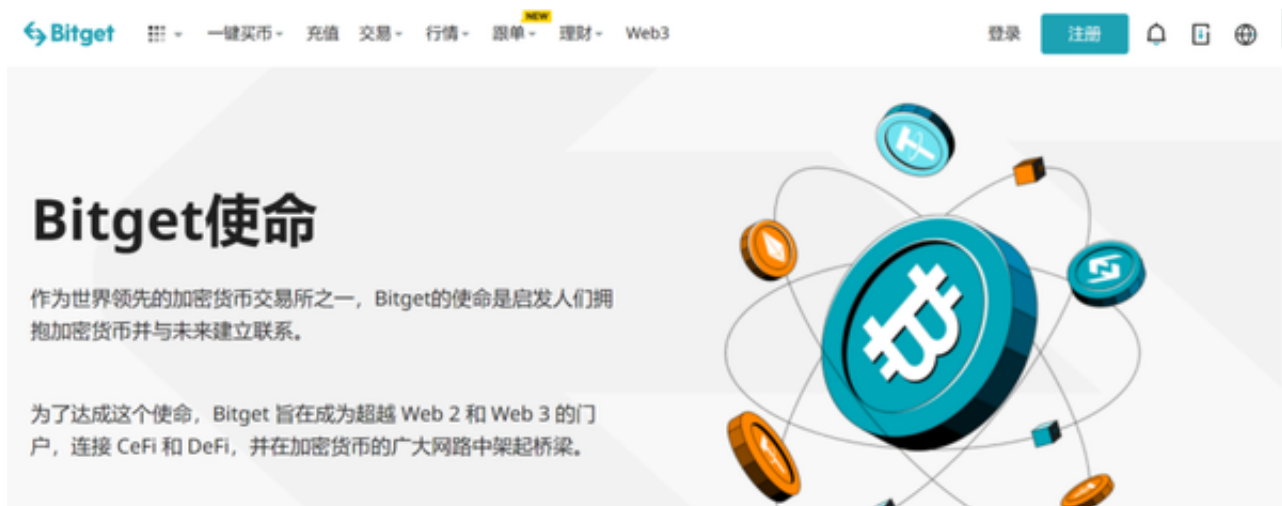 Bitget 一键买币 充值 交易 行情 跟单 NEW 理财 Web3 登录 注册
Bitget使命
作为世界领先的加密货币交易所之一，Bitget的使命是启发人们拥
抱加密货币并与未来建立联系。
为了达成这个使命，Bitget 旨在成为超越 Web 2 和 Web 3 的门
户，连接 CeFi 和 DeFi，并在加密货币的广大网路中架起桥梁。